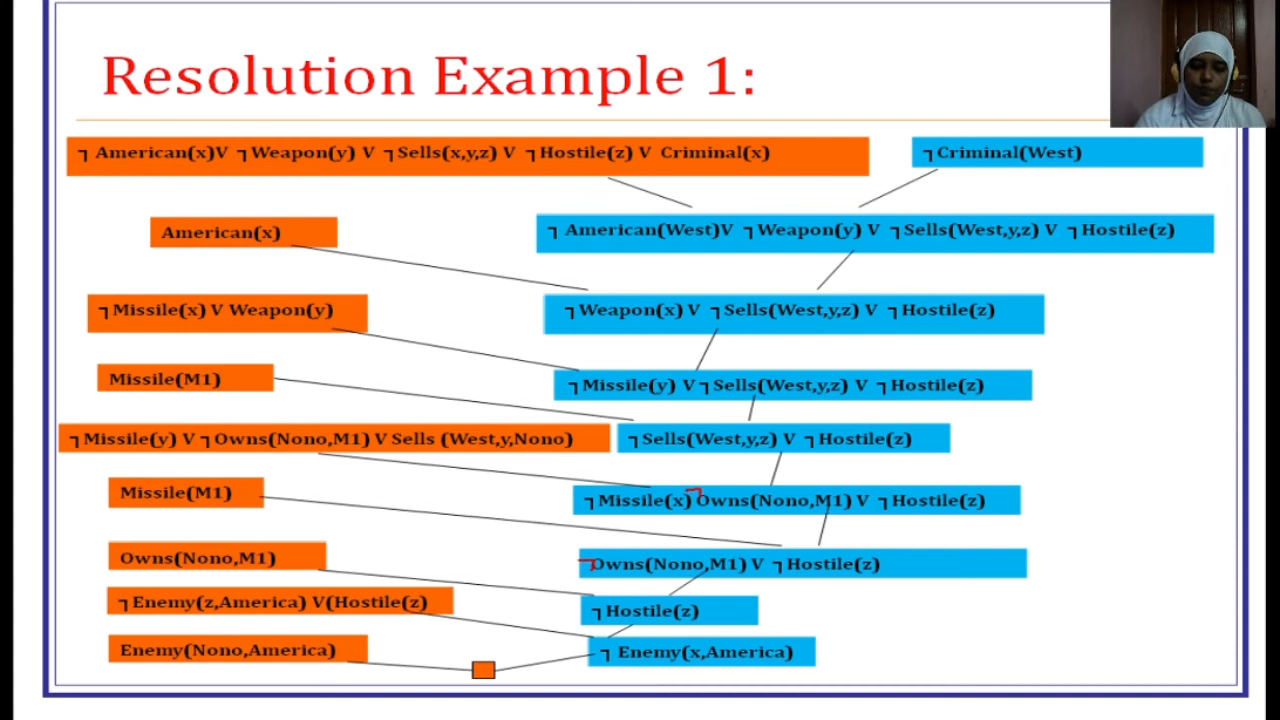 Resolution Example 1:
┐ American(x)V ┐Weapon(y) V ┐Sells(x,y,z) V ┐Hostile(z) V Criminal(x)
┐Criminal(West)
American(x)
┐ American(West)V ┐Weapon(y) V ┐Sells(West,y,z) V ┐Hostile(z)
┐Missile(x) V Weapon(y)
┐Weapon(x) V ┐Sells(West,y,z) V ┐Hostile(z)
Missile(M1)
┐Missile(y) V ┐Sells(West,y,z) V ┐Hostile(z)
┐Missile(y) V ┐Owns(Nono,M1) V Sells (West,y,Nono)
┐Sells(West,y,z) V ┐Hostile(z)
Missile(M1)
┐Missile(x) ┐Owns(Nono,M1) V ┐Hostile(z)
Owns(Nono,M1)
┐Owns(Nono,M1) V ┐Hostile(z)
┐Enemy(z,America) V(Hostile(z)
┐Hostile(z)
Enemy(Nono,America)
┐ Enemy(x,America)